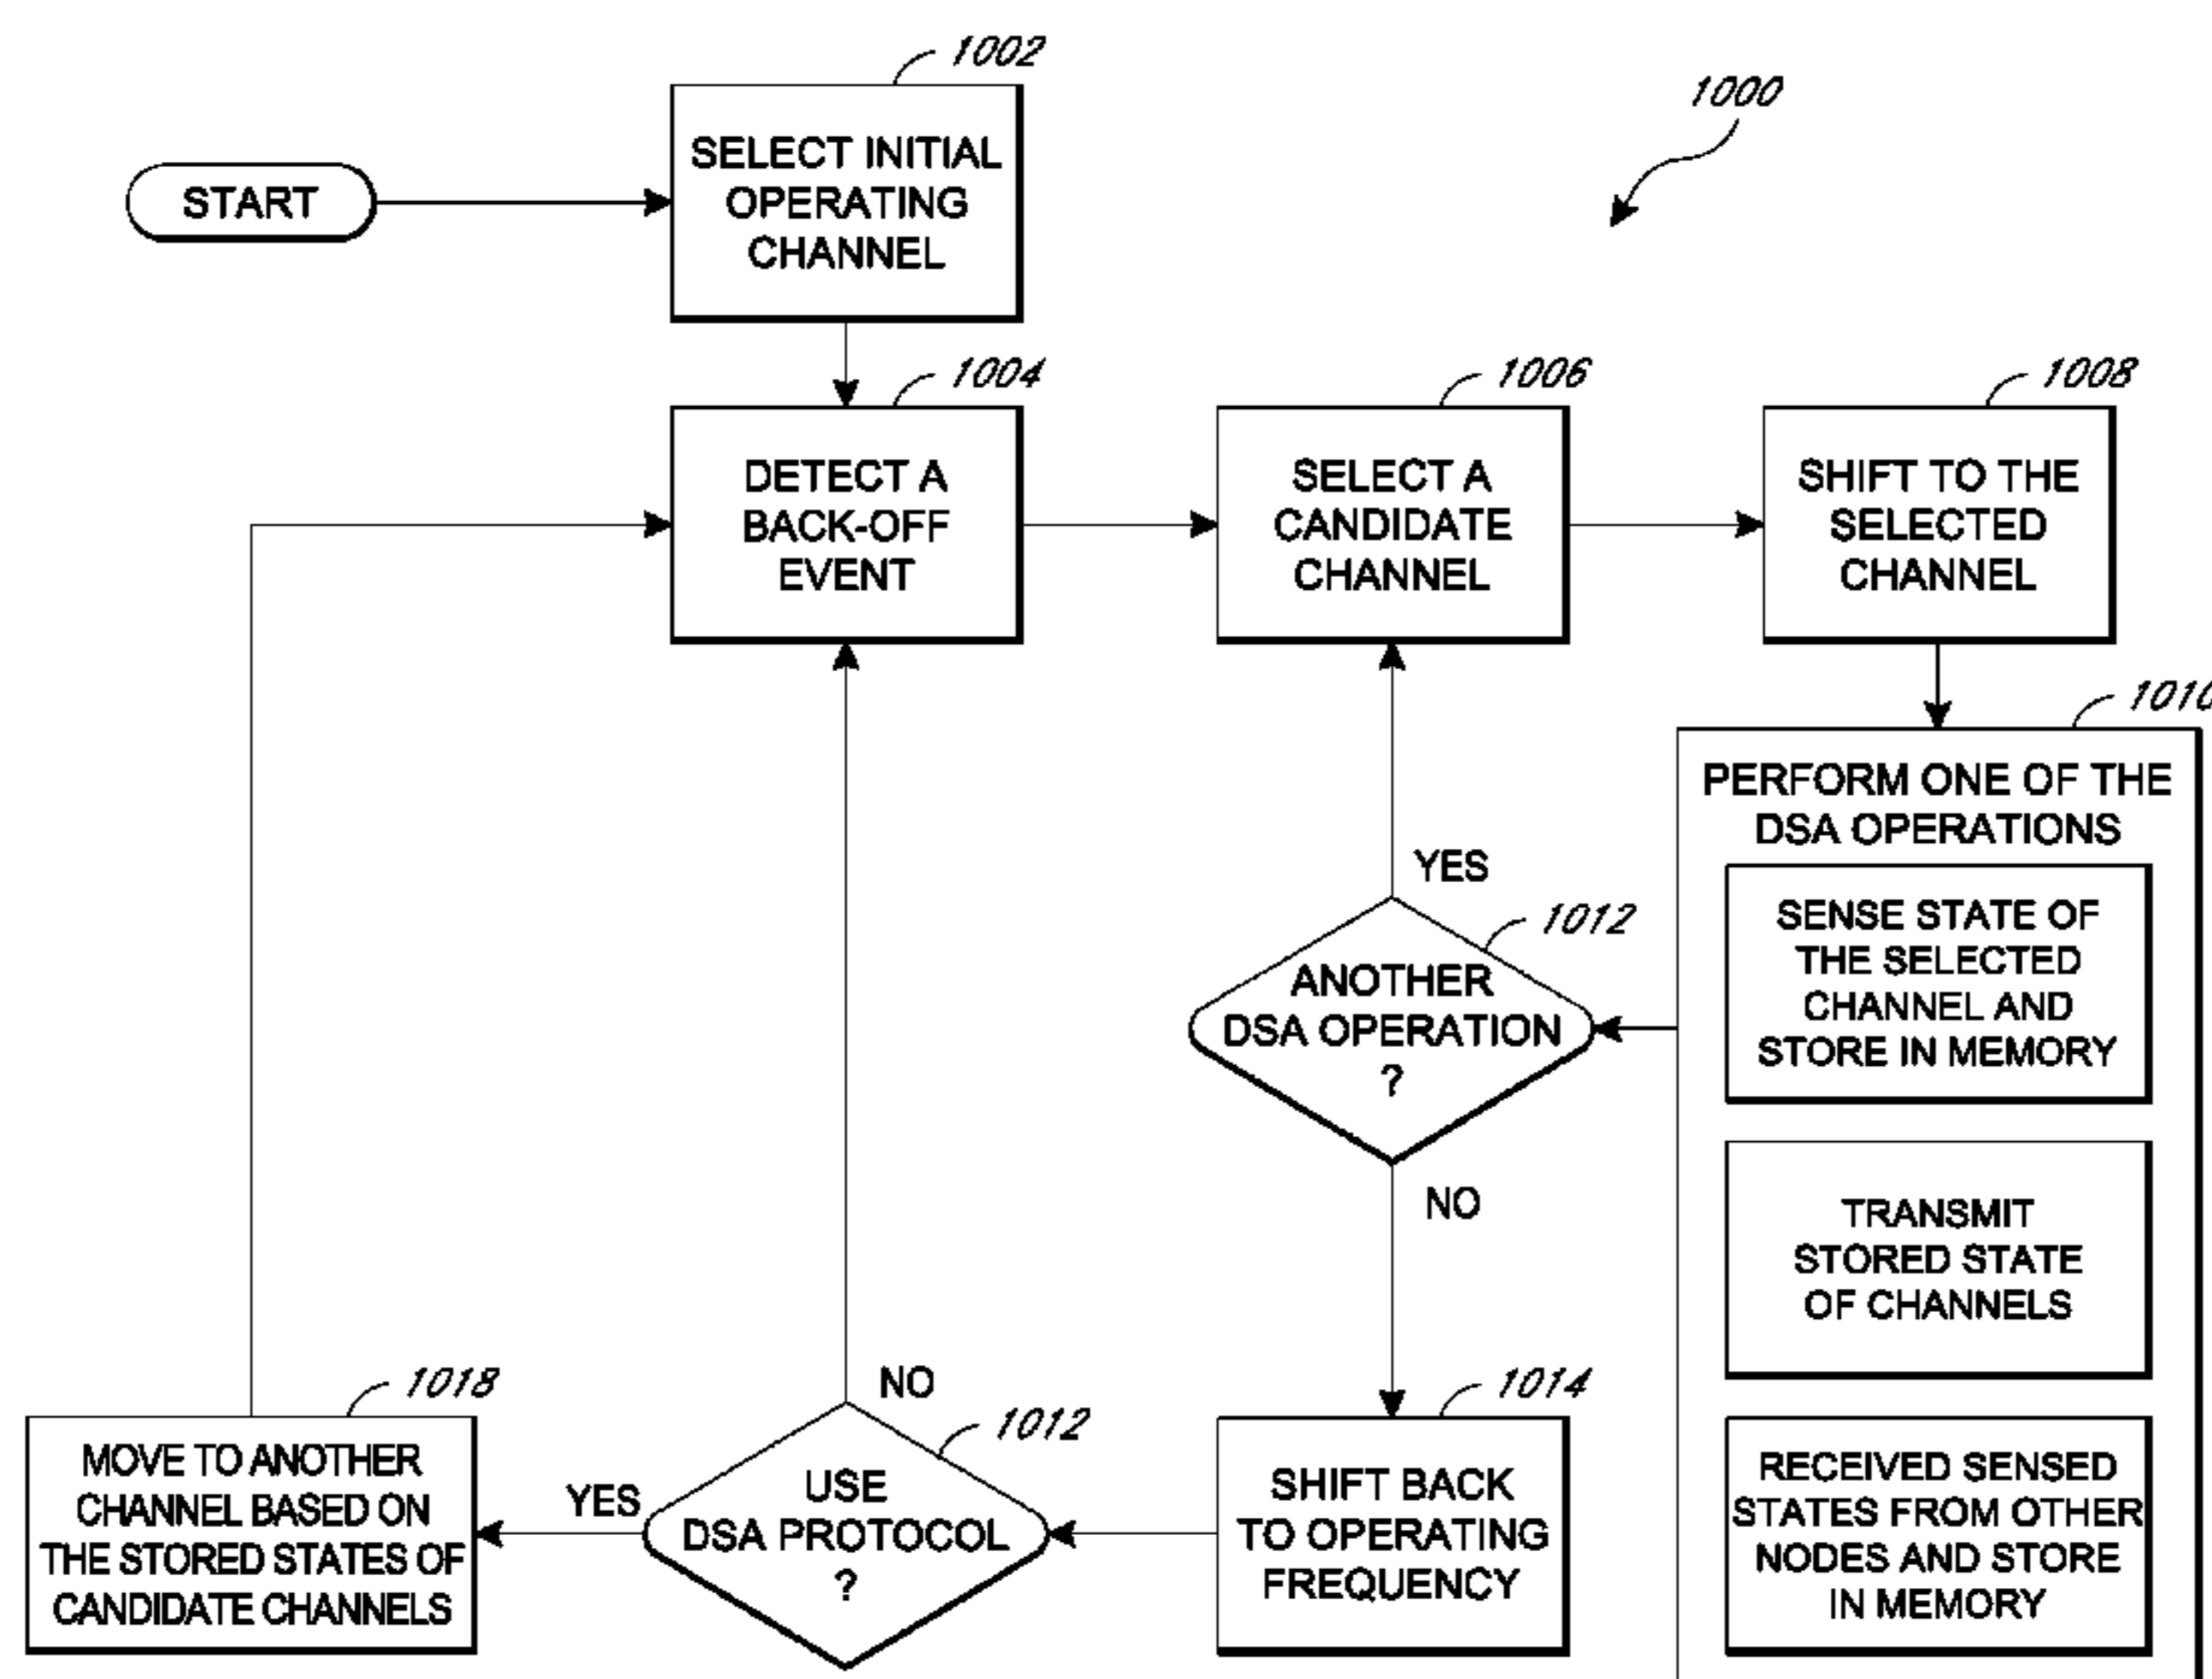 1002
1000
START
SELECT INITIAL
OPERATING
CHANNEL
1004
DETECT A
BACK-OFF
EVENT
1006
SELECT A
CANDIDATE
CHANNEL
1008
SHIFT TO THE
SELECTED
CHANNEL
1010
PERFORM ONE OF THE
DSA OPERATIONS
SENSE STATE OF
THE SELECTED
CHANNEL AND
STORE IN MEMORY
TRANSMIT
STORED STATE
OF CHANNELS
RECEIVED SENSED
STATES FROM OTHER
NODES AND STORE
IN MEMORY
YES
1012
ANOTHER
DSA OPERATION
?
NO
1014
SHIFT BACK
TO OPERATING
FREQUENCY
NO
1012
USE
DSA PROTOCOL
?
YES
1018
MOVE TO ANOTHER
CHANNEL BASED ON
THE STORED STATES OF
CANDIDATE CHANNELS